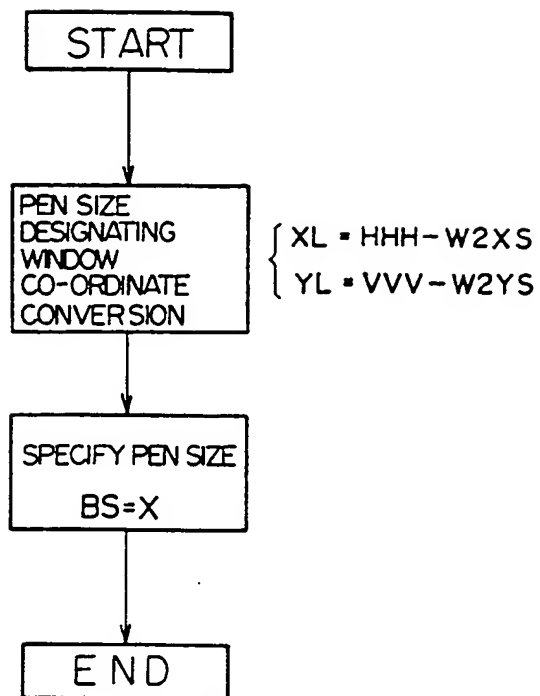 START
PEN SIZE
DESIGNATING
WINDOW
CO-ORDINATE
CONVERSION
XL = HHH-W2XS
YL = VVV-W2YS
SPECIFY PEN SIZE
BS=X
END